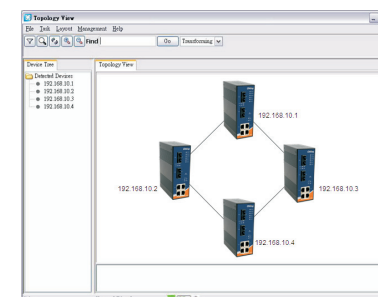 Topology View
File Task Layout Management Help
Find Go Transforming
Device Tree
Topology View
Detected Devices
192.168.10.1
192.168.10.2
192.168.10.3
192.168.10.4
192.168.10.1
192.168.10.2
192.168.10.3
192.168.10.4